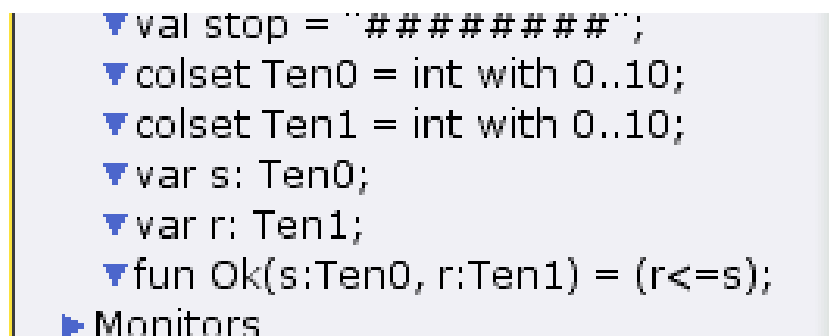 val stop = "########";
colset Ten0 = int with 0..10;
colset Ten1 = int with 0..10;
var s: Ten0;
var r: Ten1;
fun Ok(s:Ten0, r:Ten1) = (r<=s);
Monitors